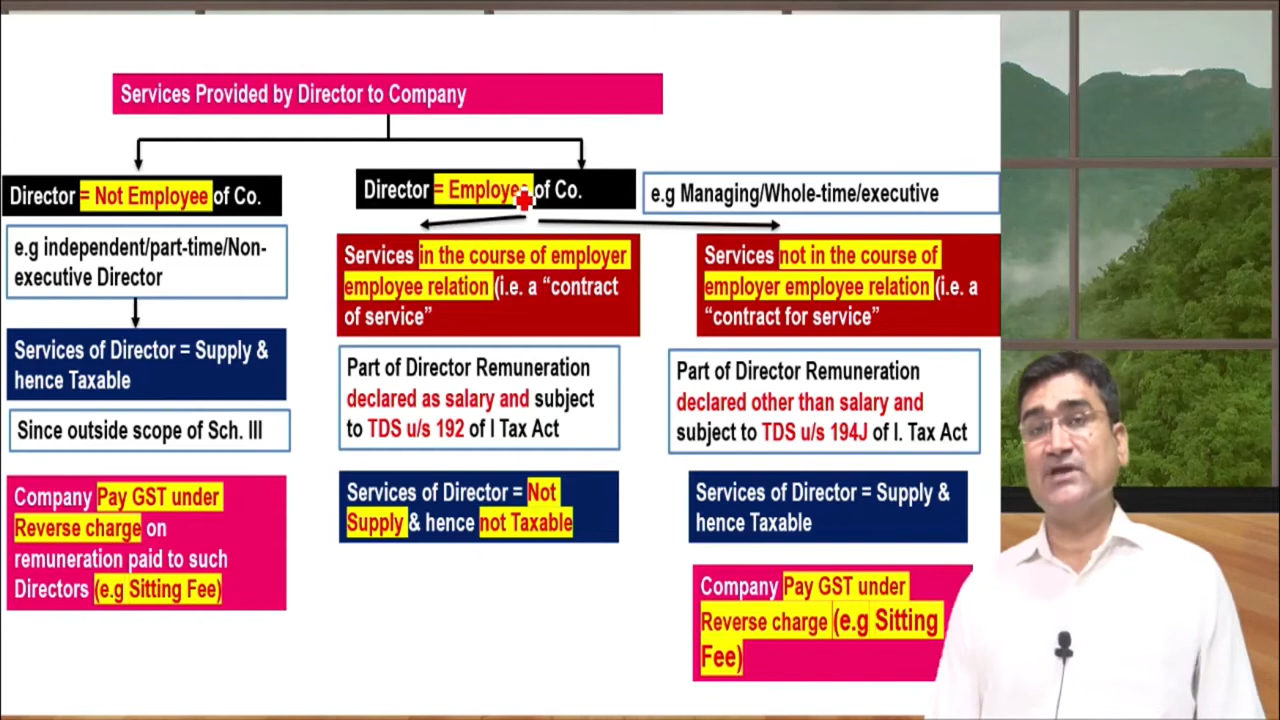 Services Provided by Director to Company
Director = Not Employee of Co.
e.g independent/part-time/Non-
executive Director
Services of Director = Supply &
hence Taxable
Since outside scope of Sch. III
Company Pay GST under
Reverse charge on
remuneration paid to such
Directors (e.g Sitting Fee)
Director = Employee of Co.
e.g Managing/Whole-time/executive
Services in the course of employer
employee relation (i.e. a “contract
of service”
Part of Director Remuneration
declared as salary and subject
to TDS u/s 192 of I Tax Act
Services of Director = Not
Supply & hence not Taxable
Services not in the course of
employer employee relation (i.e. a
“contract for service”
Part of Director Remuneration
declared other than salary and
subject to TDS u/s 194J of I. Tax Act
Services of Director = Supply &
hence Taxable
Company Pay GST under
Reverse charge (e.g Sitting
Fee)